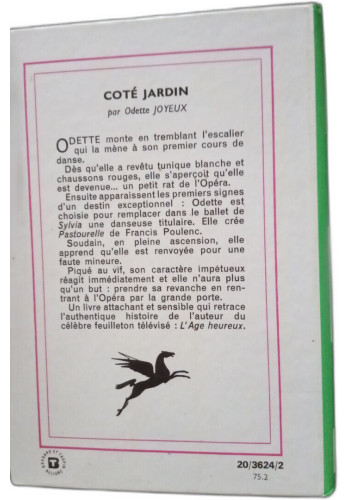 COTÉ JARDIN
par Odette JOYEUX
ODETTE monte en tremblant l'escalier
qui la mène à son premier cours de
danse.
Dès qu'elle a revêtu tunique blanche et
chaussons rouges, elle s'aperçoit qu'elle
est devenue... un petit rat de l'Opéra.
Ensuite apparaissent les premiers signes
d'un destin exceptionnel : Odette est
choisie pour remplacer dans le ballet de
Sylvia une danseuse titulaire. Elle crée
Pastourelle de Francis Poulenc.
Soudain, en pleine ascension, elle
apprend qu'elle est renvoyée pour une
faute mineure.
Piqué au vif, son caractère impétueux
réagit immédiatement et elle n'aura plus
qu'un but : prendre sa revanche en ren-
trant à l'Opéra par la grande porte.
Un livre attachant et sensible qui retrace
l'authentique histoire de l'auteur du
célèbre feuilleton télévisé : L'Age heureux.
20/3624/2
75.2